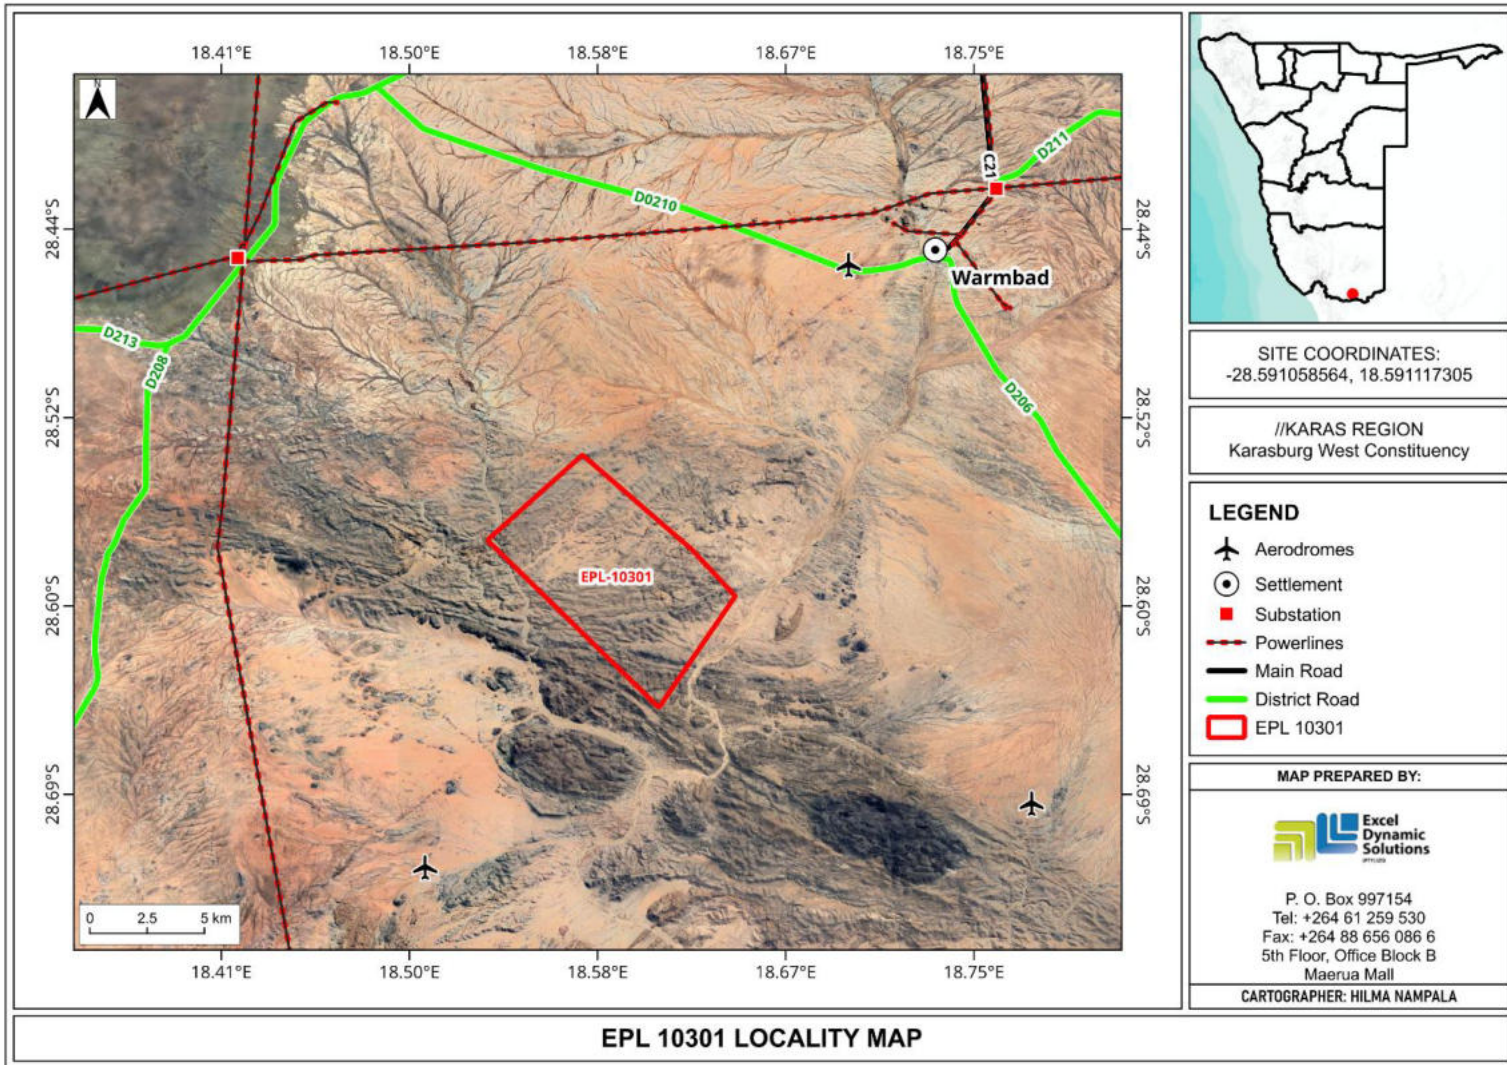 18.41°E 18.50°E 18.58°E 18.67°E 18.75°E
N
D211
C21
D0210
28.44°S
28.44°S
Warmbad
D213
D208
D206
28.52°S
28.52°S
EPL-10301
28.60°S
28.60°S
28.69°S
28.69°S
0 2.5 5 km
18.41°E 18.50°E 18.58°E 18.67°E 18.75°E
SITE COORDINATES:
-28.591058564, 18.591117305
//KARAS REGION
Karasburg West Constituency
LEGEND
Aerodromes
Settlement
Substation
Powerlines
Main Road
District Road
EPL 10301
MAP PREPARED BY:
Excel
Dynamic
Solutions
(PTY) LTD
P. O. Box 997154
Tel: +264 61 259 530
Fax: +264 88 656 086 6
5th Floor, Office Block B
Maerua Mall
CARTOGRAPHER: HILMA NAMPALA
EPL 10301 LOCALITY MAP